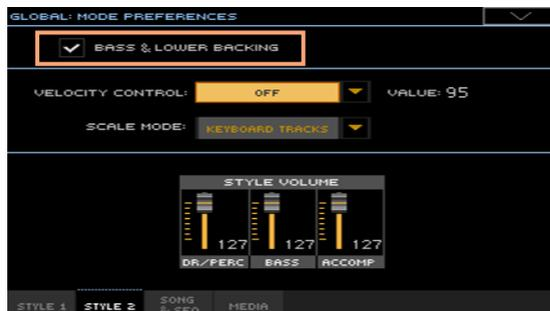 GLOBAL: MODE PREFERENCES
BASS & LOWER BACKING
VELOCITY CONTROL: OFF VALUE: 95
SCALE MODE: KEYBOARD TRACKS
STYLE VOLUME
127 127 127
DR/PERC BASS ACCOMP
STYLE 1 STYLE 2 SONG & SEQ MEDIA